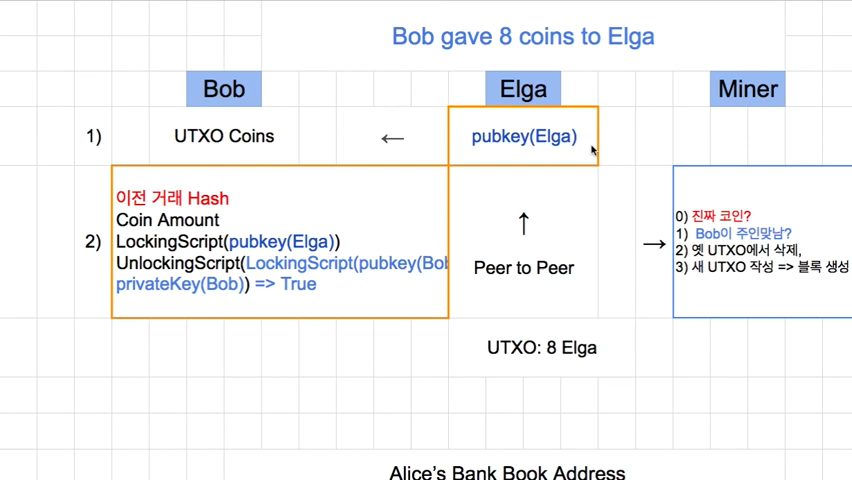 Bob gave 8 coins to Elga
Bob
Elga
Miner
1)
UTXO Coins
←
pubkey(Elga)
2)
이전 거래 Hash
Coin Amount
LockingScript(pubkey(Elga))
UnlockingScript(LockingScript(pubkey(Bob
privateKey(Bob)) => True
↑
Peer to Peer
→
0) 진짜 코인?
1) Bob이 주인맞남?
2) 옛 UTXO에서 삭제,
3) 새 UTXO 작성 => 블록 생성
UTXO: 8 Elga
Alice's Bank Book Address